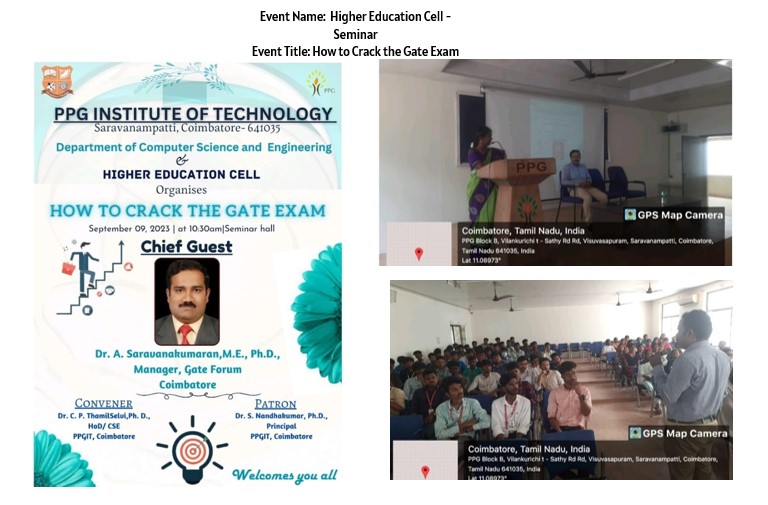 Event Name: Higher Education Cell -
Seminar
Event Title: How to Crack the Gate Exam
PPG
PPG INSTITUTE OF TECHNOLOGY
Saravanampatti, Coimbatore- 641035
Department of Computer Science and Engineering
&
HIGHER EDUCATION CELL
Organises
HOW TO CRACK THE GATE EXAM
September 09, 2023 | at 10:30am|Seminar hall
Chief Guest
Dr. A. Saravanakumaran,M.E., Ph.D.,
Manager, Gate Forum
Coimbatore
CONVENER
Dr. C. P. ThamilSelvi,Ph. D.,
HoD/ CSE
PPGIT, Coimbatore
PATRON
Dr. S. Nandhakumar, Ph.D.,
Principal
PPGIT, Coimbatore
Welcomes you all
PPG
GPS Map Camera
Coimbatore, Tamil Nadu, India
PPG Block B, Vilankurichi t - Sathy Rd Rd, Visuvasapuram, Saravanampatti, Coimbatore,
Tamil Nadu 641035, India
Lat 11.08973°
GPS Map Camera
Coimbatore, Tamil Nadu, India
PPG Block B, Vilankurichi t - Sathy Rd Rd, Visuvasapuram, Saravanampatti, Coimbatore,
Tamil Nadu 641035, India
Lat 11.08973°